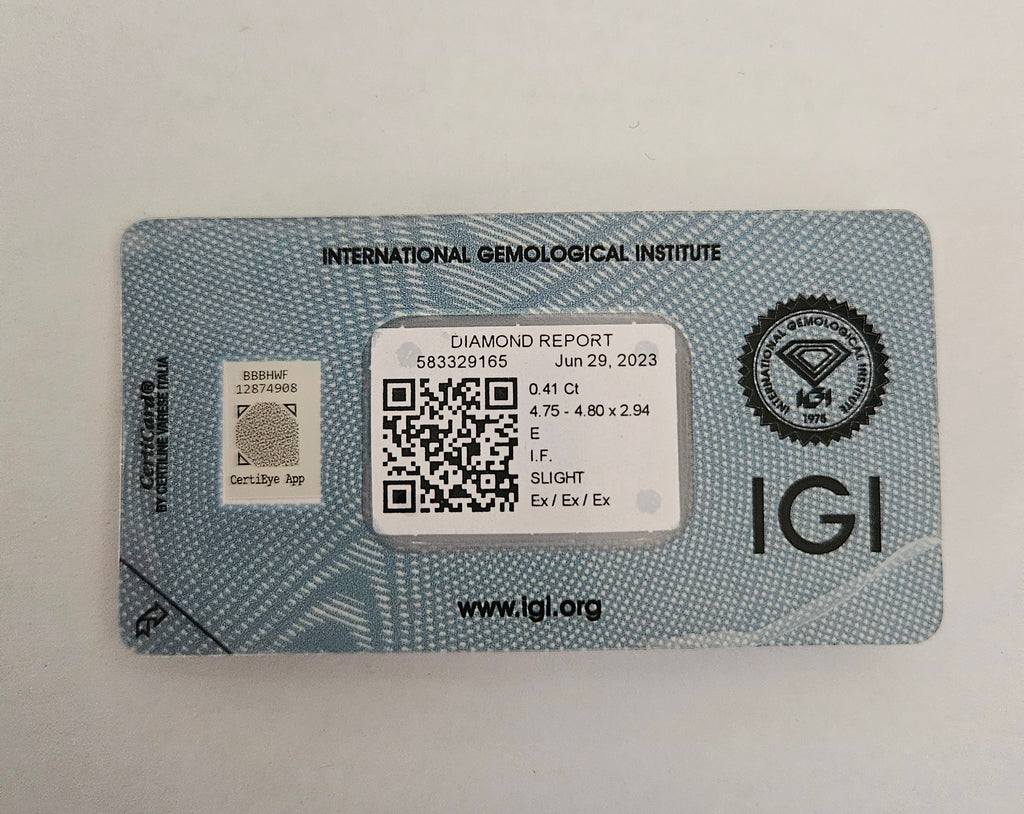 INTERNATIONAL GEMOLOGICAL INSTITUTE
CertiCard®
BY CERTILINE VARESE ITALIA
BBBHWF
12874908
CertiEye App
DIAMOND REPORT
583329165 Jun 29, 2023
0.41 Ct
4.75 - 4.80 x 2.94
E
I.F.
SLIGHT
Ex / Ex / Ex
INTERNATIONAL GEMOLOGICAL INSTITUTE
IGI
1975
IGI
www.igi.org